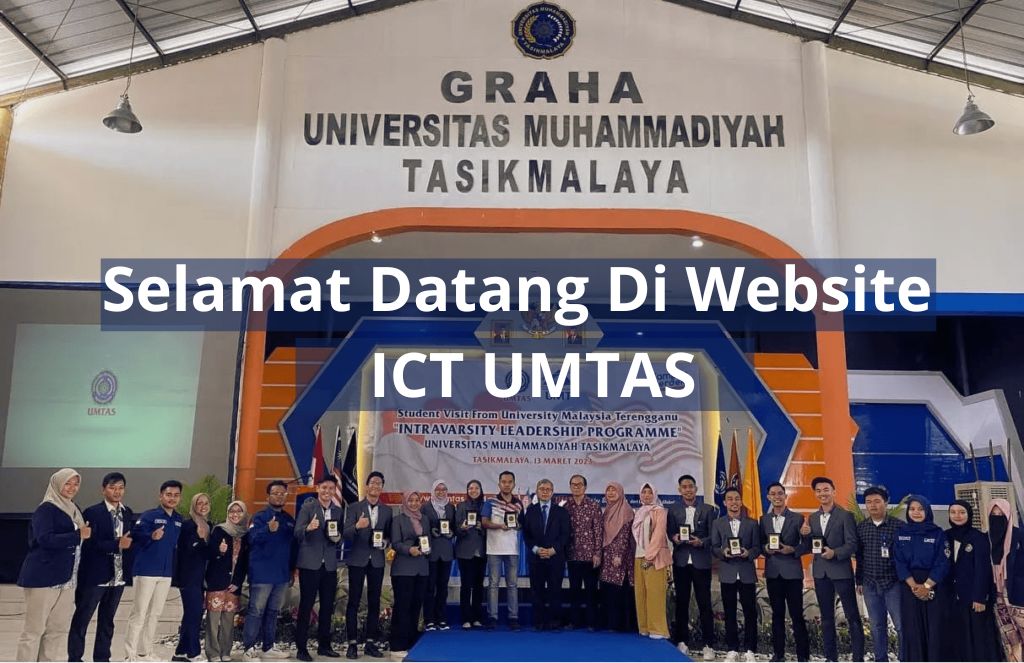 GRAHA
UNIVERSITAS MUHAMMADIYAH
TASIKMALAYA
Selamat Datang Di Website
ICT UMTAS
UMTAS
Student Visit from University Malaysia Terengganu
"INTRAVARSITY LEADERSHIP PROGRAMME"
UNIVERSITAS MUHAMMADIYAH TASIKMALAYA
TASIKMALAYA, 13 MARET 2023
UMTAS